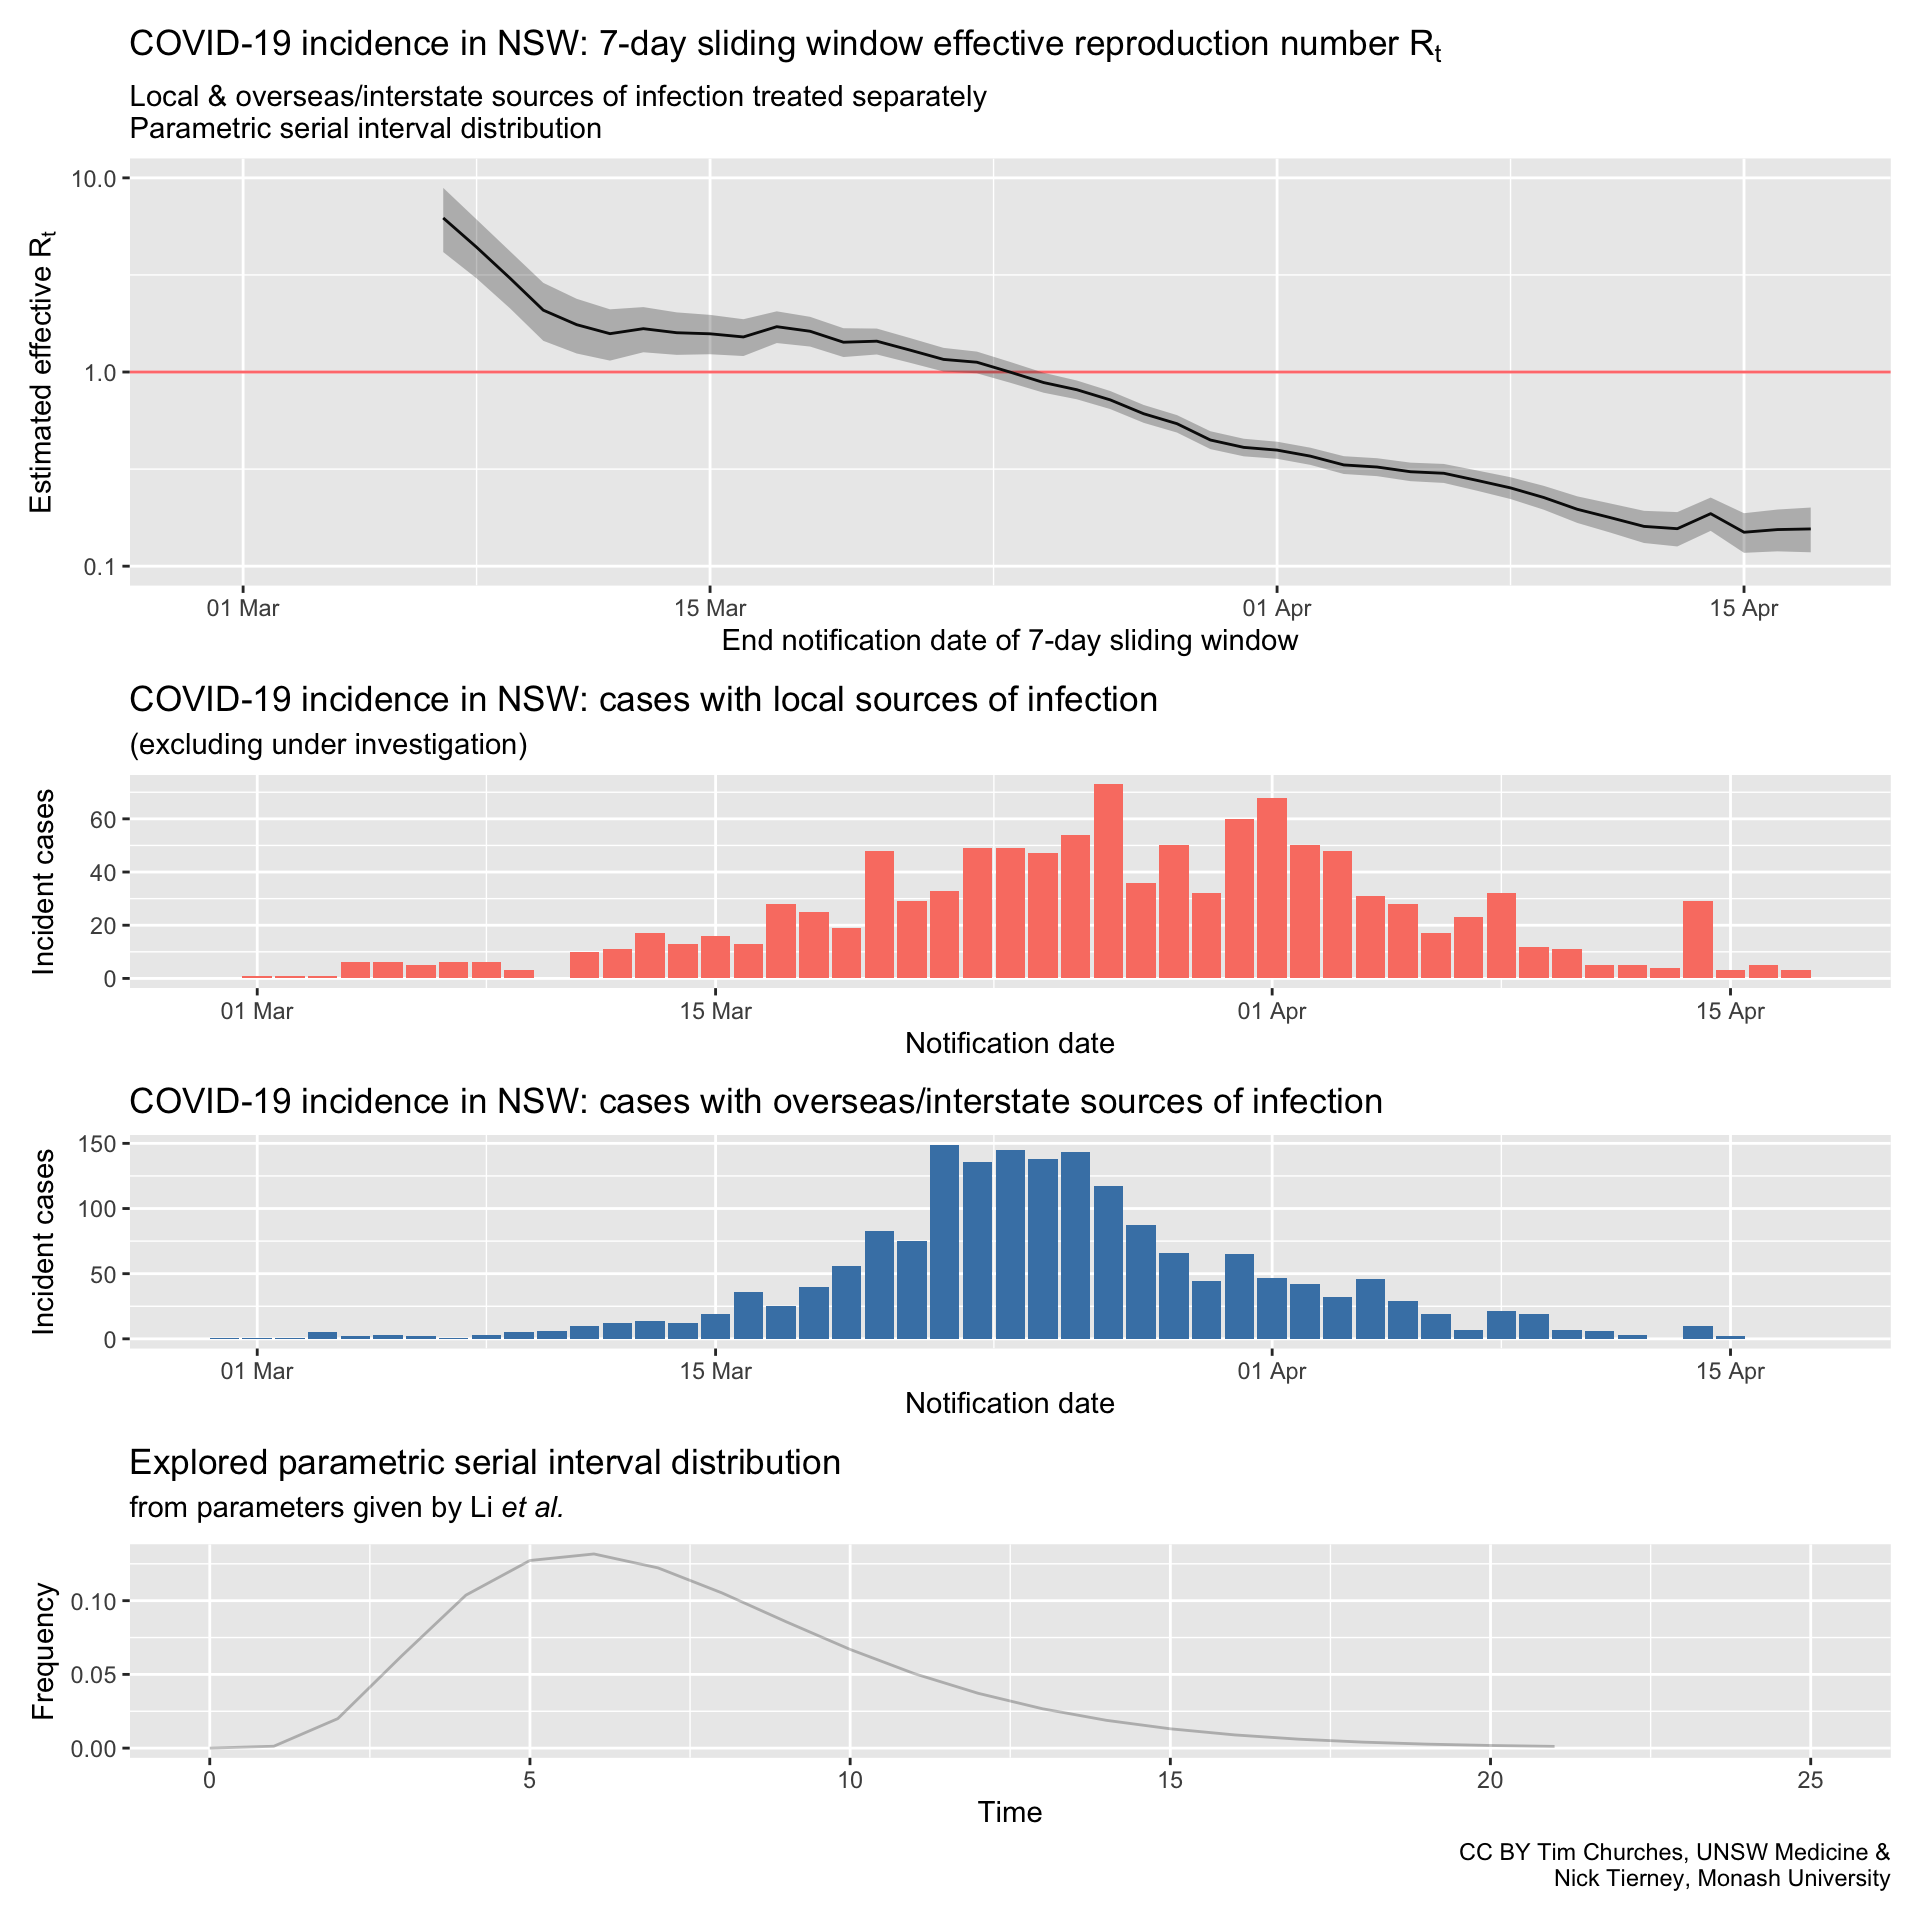 COVID-19 incidence in NSW: 7-day sliding window effective reproduction number Rt
Local & overseas/interstate sources of infection treated separately
Parametric serial interval distribution
Estimated effective Rt
10.0
1.0
0.1
01 Mar 15 Mar 01 Apr 15 Apr
End notification date of 7-day sliding window
COVID-19 incidence in NSW: cases with local sources of infection
(excluding under investigation)
Incident cases
60
40
20
0
01 Mar 15 Mar 01 Apr 15 Apr
Notification date
COVID-19 incidence in NSW: cases with overseas/interstate sources of infection
Incident cases
150
100
50
0
01 Mar 15 Mar 01 Apr 15 Apr
Notification date
Explored parametric serial interval distribution
from parameters given by Li et al.
Frequency
0.10
0.05
0.00
0 5 10 15 20 25
Time
CC BY Tim Churches, UNSW Medicine &
Nick Tierney, Monash University